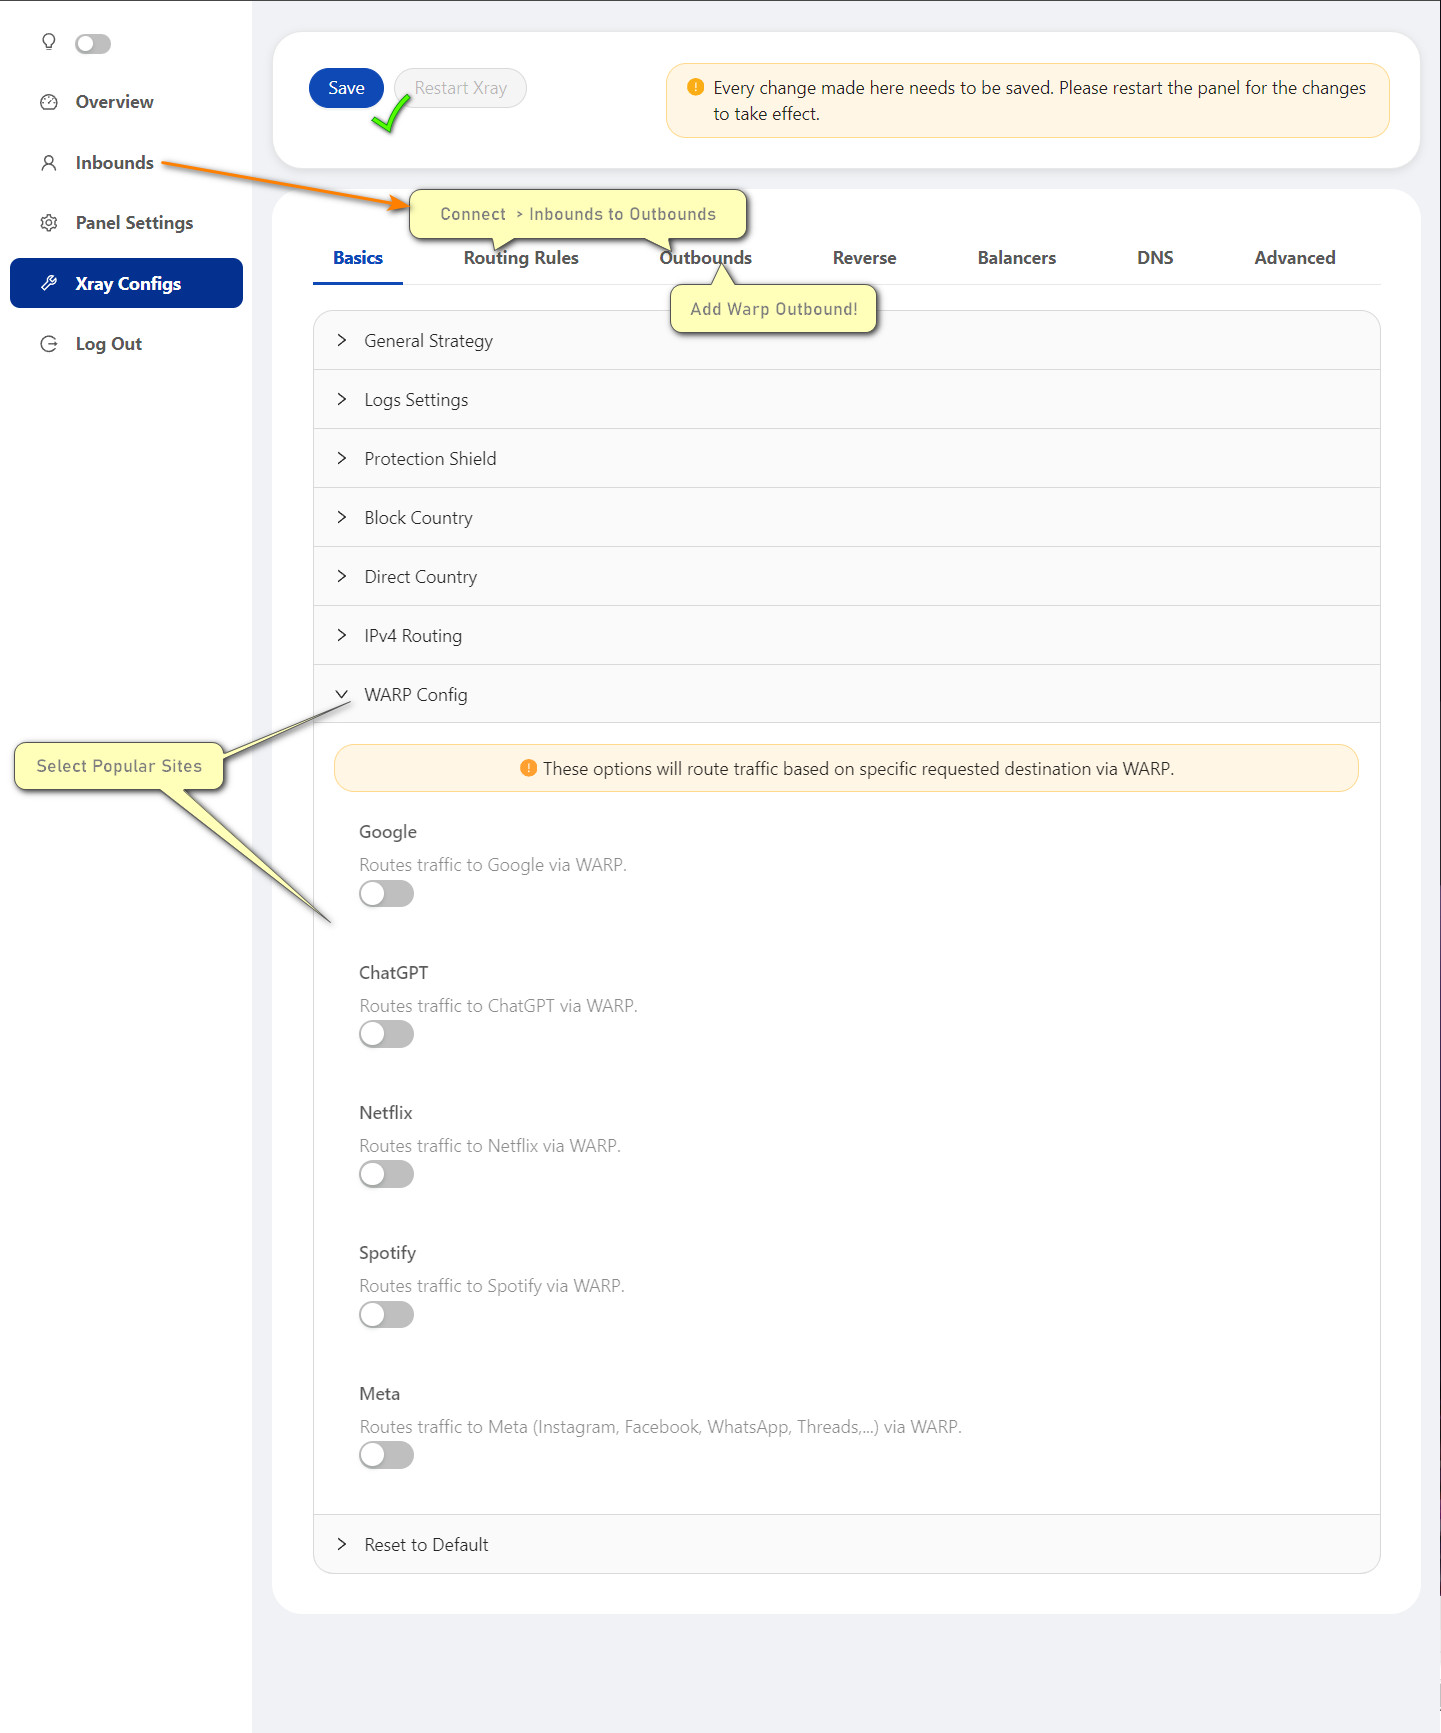 Overview
Inbounds
Panel Settings
Xray Configs
Log Out
Save
Restart Xray
Every change made here needs to be saved. Please restart the panel for the changes
to take effect.
Connect > Inbounds to Outbounds
Basics
Routing Rules
Outbounds
Reverse
Balancers
DNS
Advanced
Add Warp Outbound!
General Strategy
Logs Settings
Protection Shield
Block Country
Direct Country
IPv4 Routing
WARP Config
Select Popular Sites
These options will route traffic based on specific requested destination via WARP.
Google
Routes traffic to Google via WARP.
ChatGPT
Routes traffic to ChatGPT via WARP.
Netflix
Routes traffic to Netflix via WARP.
Spotify
Routes traffic to Spotify via WARP.
Meta
Routes traffic to Meta (Instagram, Facebook, WhatsApp, Threads,...) via WARP.
Reset to Default